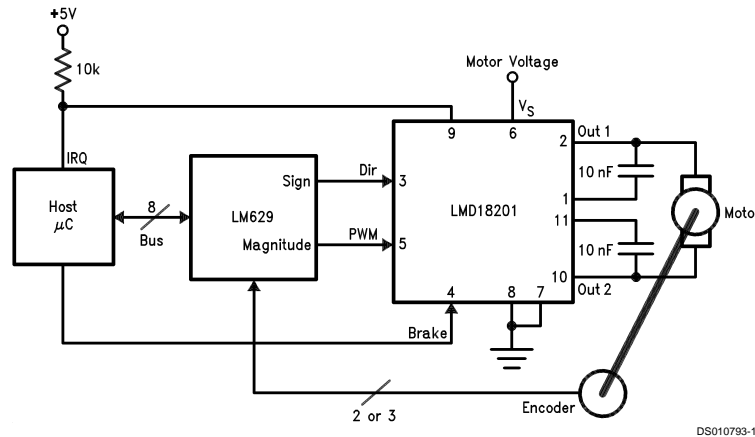 +5V
10k
Motor Voltage
VS
9
6
2
Out 1
IRQ
Dir
10 nF
Sign
3
1
Host
μC
8
Bus
LM629
LMD18201
Moto
11
PWM
Magnitude
5
10 nF
4
8
7
10
Out 2
Brake
2 or 3
Encoder
DS010793-1